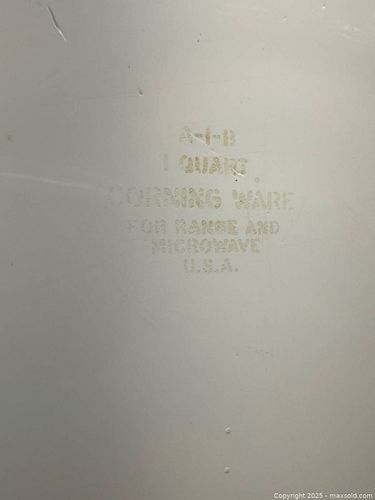 A-1-B
1 QUART
CORNING WARE
FOR RANGE AND
MICROWAVE
U.S.A.
Copyright 2025 - maxsold.com